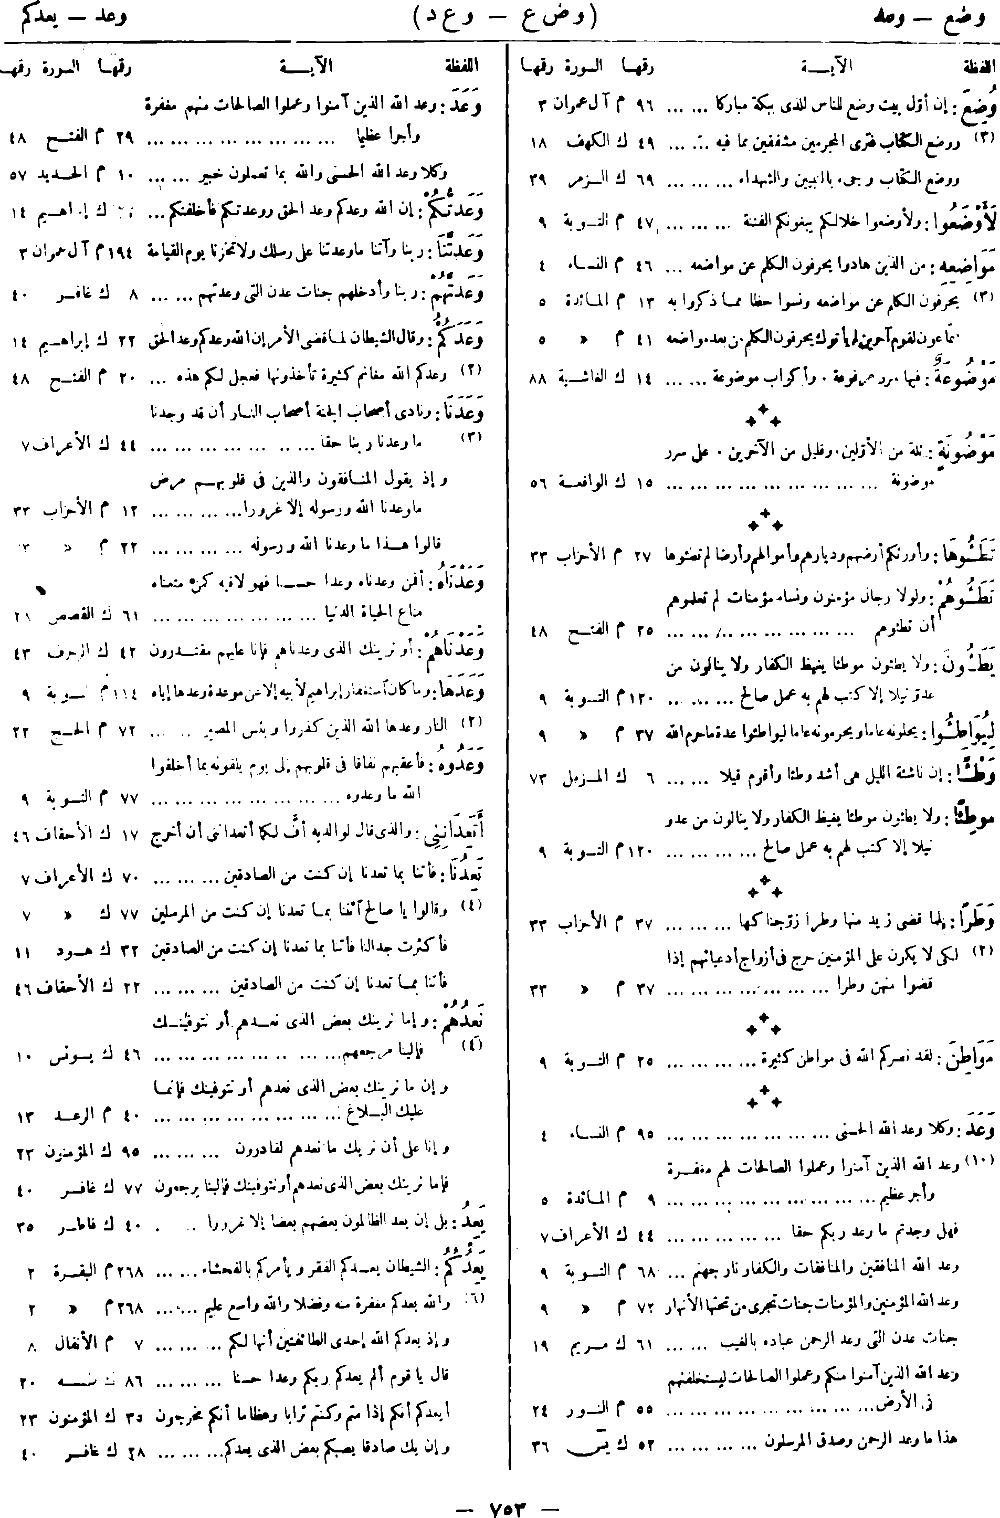 وضع — وعد
(وضع — وعد)
وعد — يعدكم
اللفظة الآيــة رقمها السورة رقمها
وُضِعَ: إن أوّل بيت وضع للناس للذى ببكة مباركا ... ... ٩٦ م آل عمران ٣
(٣) ووضع الكتاب فترى المجرمين مشفقين مما فيه ... ... ٤٩ ك الكهف ١٨
ووضع الكتاب وجىء بالنبيين والشهداء ... ... ... ٦٩ ك الزمر ٣٩
لَأَوْضَعُوا: ولأوضعوا خلالكم يبغونكم الفتنة ... ... ... ٤٧ م التوبة ٩
مَوَاضِعِهِ: من الذين هادوا يحرفون الكلم عن مواضعه ... ٤٦ م النساء ٤
(٣) يحرفون الكلم عن مواضعه ونسوا حظا مما ذكروا به ١٣ م المائدة ٥
سمّاعون لقوم آخرين لم يأتوك يحرفون الكلم من بعد مواضعه ٤١ م » ٥
مَوْضُوعَةٌ: فيها سرر مرفوعة ، وأكواب موضوعة ... ... ١٤ ك الغاشية ٨٨
مَوْضُونَةٍ: ثلة من الأوّلين ، وقليل من الآخرين ، على سرر
موضونة ... ... ... ... ... ... ... ... ١٥ ك الواقعة ٥٦
تَطَئُوهَا: وأورثكم أرضهم وديارهم وأموالهم وأرضا لم تطئوها ٢٧ م الأحزاب ٣٣
تَطَئُوهُمْ: ولولا رجال مؤمنون ونساء مؤمنات لم تعلموهم
أن تطئوهم ... ... ... ... ... ... ... ٢٥ م الفتح ٤٨
يَطَئُونَ: ولا يطئون موطئا يغيظ الكفار ولا ينالون من
عدو نيلا إلا كتب لهم به عمل صالح ... ... ... ١٢٠ م التوبة ٩
لِيُوَاطِئُوا: يحلونه عاما ويحرمونه عاما ليواطئوا عدة ما حرم الله ٣٧ م » ٩
وَطْئًا: إن ناشئة الليل هى أشد وطئا وأقوم قيلا ... ... ٦ ك المزمل ٧٣
موطِئًا: ولا يطئون موطئا يغيظ الكفار ولا ينالون من عدو
نيلا إلا كتب لهم به عمل صالح ... ... ... ١٢٠ م التوبة ٩
وَطَرًا: فلما قضى زيد منها وطرا زوّجناكها ... ... ... ٣٧ م الأحزاب ٣٣
(٢) لكى لا يكون على المؤمنين حرج فى أزواج أدعيائهم إذا
قضوا منهن وطرا ... ... ... ... ... ... ٣٧ م » ٣٣
مَوَاطِنَ: لقد نصركم الله فى مواطن كثيرة ... ... ... ... ٢٥ م التوبة ٩
وَعَدَ: وكلا وعد الله الحسنى ... ... ... ... ... ... ٩٥ م النساء ٤
(١٠) وعد الله الذين آمنوا وعملوا الصالحات لهم مغفرة
وأجر عظيم ... ... ... ... ... ... ... ٩ م المائدة ٥
فهل وجدتم ما وعد ربكم حقا ... ... ... ... ٤٤ ك الأعراف ٧
وعد الله المنافقين والمنافقات والكفار نار جهنم ... ٦٨ م التوبة ٩
وعد الله المؤمنين والمؤمنات جنات تجرى من تحتها الأنهار ٧٢ م » ٩
جنات عدن التى وعد الرحمن عباده بالغيب ... ... ٦١ ك مريم ١٩
وعد الله الذين آمنوا منكم وعملوا الصالحات ليستخلفنهم
فى الأرض ... ... ... ... ... ... ... ٥٥ م النور ٢٤
هذا ما وعد الرحمن وصدق المرسلون ... ... ... ... ٥٢ ك يس ٣٦
اللفظة الآيــة رقمها السورة رقمها
وَعَدَ: وعد الله الذين آمنوا وعملوا الصالحات منهم مغفرة
وأجرا عظيما ... ... ... ... ... ... ... ٢٩ م الفتح ٤٨
وكلا وعد الله الحسنى والله بما تعملون خبير ... ... ١٠ م الحديد ٥٧
وَعَدتُّكُمْ: إن الله وعدكم وعد الحق ووعدتكم فأخلفتكم ... ك إبراهيم ١٤
وَعَدتَّنَا: ربنا وآتنا ما وعدتنا على رسلك ولا تخزنا يوم القيامة ١٩٤ م آل عمران ٣
وَعَدتَّهُمْ: ربنا وأدخلهم جنات عدن التى وعدتهم ... ... ٨ ك غافر ٤٠
وَعَدَكُمُ: وقال الشيطان لما قضى الأمر إن الله وعدكم وعد الحق ٢٢ ك إبراهيم ١٤
(٢) وعدكم الله مغانم كثيرة تأخذونها فعجل لكم هذه ... ٢٠ م الفتح ٤٨
وَعَدَنَا: ونادى أصحاب الجنة أصحاب النار أن قد وجدنا
(٣) ما وعدنا ربنا حقا ... ... ... ... ... ... ٤٤ ك الأعراف ٧
وإذ يقول المنافقون والذين فى قلوبهم مرض
ما وعدنا الله ورسوله إلا غرورا ... ... ... ١٢ م الأحزاب ٣٣
قالوا هذا ما وعدنا الله ورسوله ... ... ... ... ٢٢ م »
وَعَدْنَاهُ: أفمن وعدناه وعدا حسنا فهو لاقيه كمن متعناه
متاع الحياة الدنيا ... ... ... ... ... ... ٦١ ك القصص
وَعَدْنَاهُمْ: أو نرينك الذى وعدناهم فإنا عليهم مقتدرون ٤٢ ك الزخرف ٤٣
وَعَدَهَا: وما كان استغفار إبراهيم لأبيه إلا عن موعدة وعدها إياه ١١٤ م التوبة ٩
(٢) النار وعدها الله الذين كفروا وبئس المصير ... ... ٧٢ م الحج ٢٢
وَعَدُوهُ: فأعقبهم نفاقا فى قلوبهم إلى يوم يلقونه بما أخلفوا
الله ما وعدوه ... ... ... ... ... ... ... ٧٧ م التوبة ٩
أَتَعِدَانِنِي: والذى قال لوالديه أفّ لكما أتعداننى أن أخرج ١٧ ك الأحقاف ٤٦
تَعِدُنَا: فأتنا بما تعدنا إن كنت من الصادقين ... ... ... ٧٠ ك الأعراف ٧
(٤) وقالوا يا صالح ائتنا بما تعدنا إن كنت من المرسلين ٧٧ ك » ٧
فأكثرت جدالنا فأتنا بما تعدنا إن كنت من الصادقين ٣٢ ك هود ١١
فأتنا بما تعدنا إن كنت من الصادقين ... ... ... ٢٢ ك الأحقاف ٤٦
نَعِدُهُمْ: وإما نرينك بعض الذى نعدهم أو نتوفينك
(٤) فإلينا مرجعهم ... ... ... ... ... ... ٤٦ ك يونس ١٠
وإن ما نرينك بعض الذى نعدهم أو نتوفينك فإنما
عليك البلاغ ... ... ... ... ... ... ... ٤٠ م الرعد ١٣
وإنا على أن نريك ما نعدهم لقادرون ... ... ... ٩٥ ك المؤمنون ٢٣
فإما نرينك بعض الذى نعدهم أو نتوفينك فإلينا يرجعون ٧٧ ك غافر ٤٠
يَعِدُ: بل إن يعد الظالمون بعضهم بعضا إلا غرورا ... ٤٠ ك فاطر ٣٥
يَعِدُكُمُ: الشيطان يعدكم الفقر ويأمركم بالفحشاء ... ... ٢٦٨ م البقرة ٢
(٦) والله يعدكم مغفرة منه وفضلا والله واسع عليم ... ... ٢٦٨ م » ٢
وإذ يعدكم الله إحدى الطائفتين أنها لكم ... ... ٧ م الأنفال ٨
قال يا قوم ألم يعدكم ربكم وعدا حسنا ... ... ... ٨٦ ك طه ٢٠
أيعدكم أنكم إذا متم وكنتم ترابا وعظاما أنكم مخرجون ٣٥ ك المؤمنون ٢٣
وإن يك صادقا يصبكم بعض الذى يعدكم ... ... ... ٢٨ ك غافر ٤٠
— ٧٥٣ —